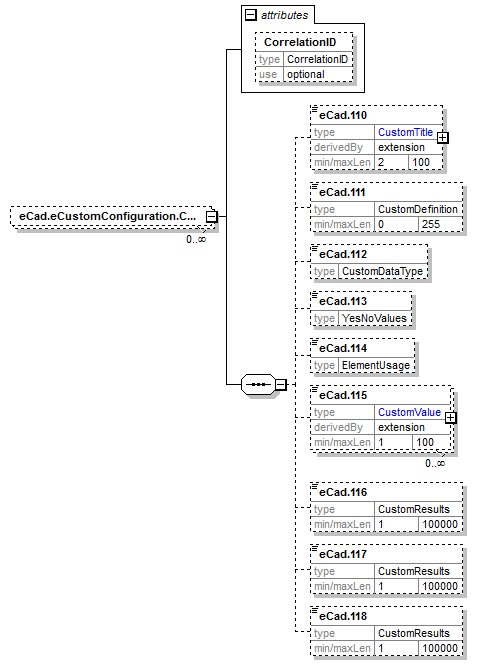 attributes
CorrelationID
type CorrelationID
use optional
eCad.110
type CustomTitle
derivedBy extension
min/maxLen 2 100
eCad.111
type CustomDefinition
min/maxLen 0 255
eCad.eCustomConfiguration.C...
0..∞
eCad.112
type CustomDataType
eCad.113
type YesNoValues
eCad.114
type ElementUsage
eCad.115
type CustomValue
derivedBy extension
min/maxLen 1 100
0..∞
eCad.116
type CustomResults
min/maxLen 1 100000
eCad.117
type CustomResults
min/maxLen 1 100000
eCad.118
type CustomResults
min/maxLen 1 100000